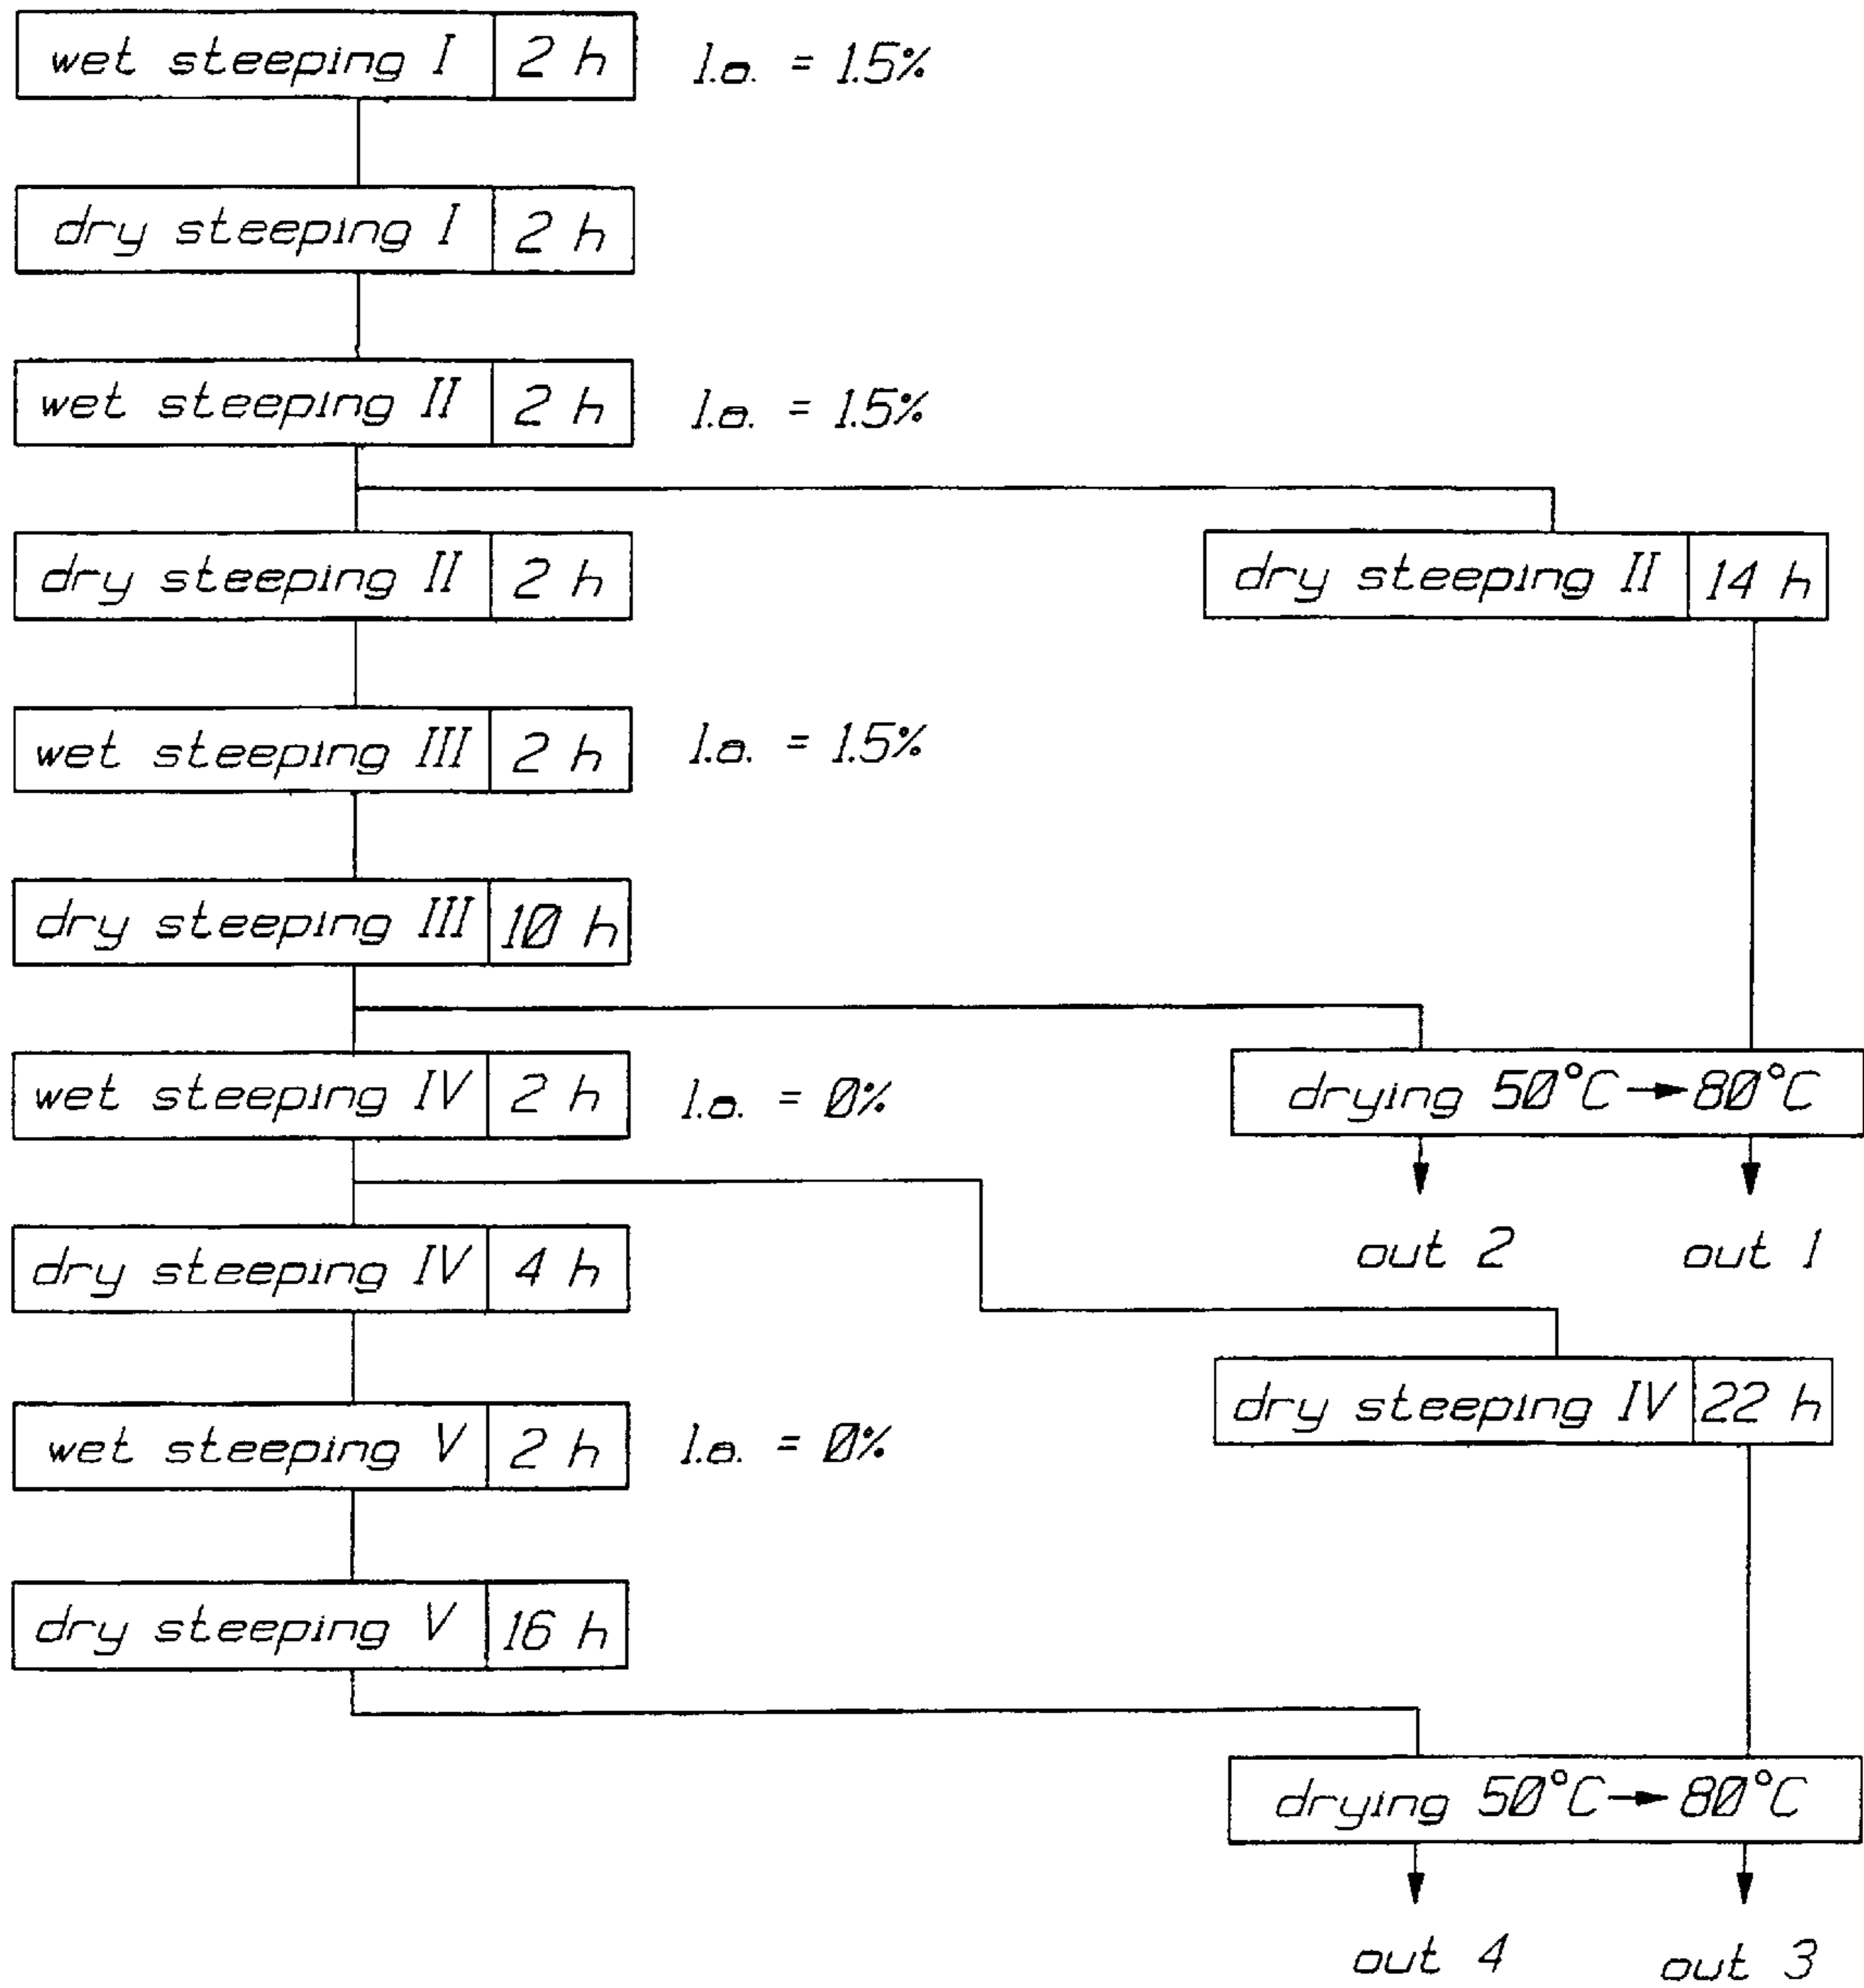 wet steeping I 2 h l.a. = 1.5%
dry steeping I 2 h
wet steeping II 2 h l.a. = 1.5%
dry steeping II 2 h
dry steeping II 14 h
wet steeping III 2 h l.a. = 1.5%
dry steeping III 10 h
wet steeping IV 2 h l.a. = 0%
drying 50°C → 80°C
out 2 out 1
dry steeping IV 4 h
dry steeping IV 22 h
wet steeping V 2 h l.a. = 0%
dry steeping V 16 h
drying 50°C → 80°C
out 4 out 3